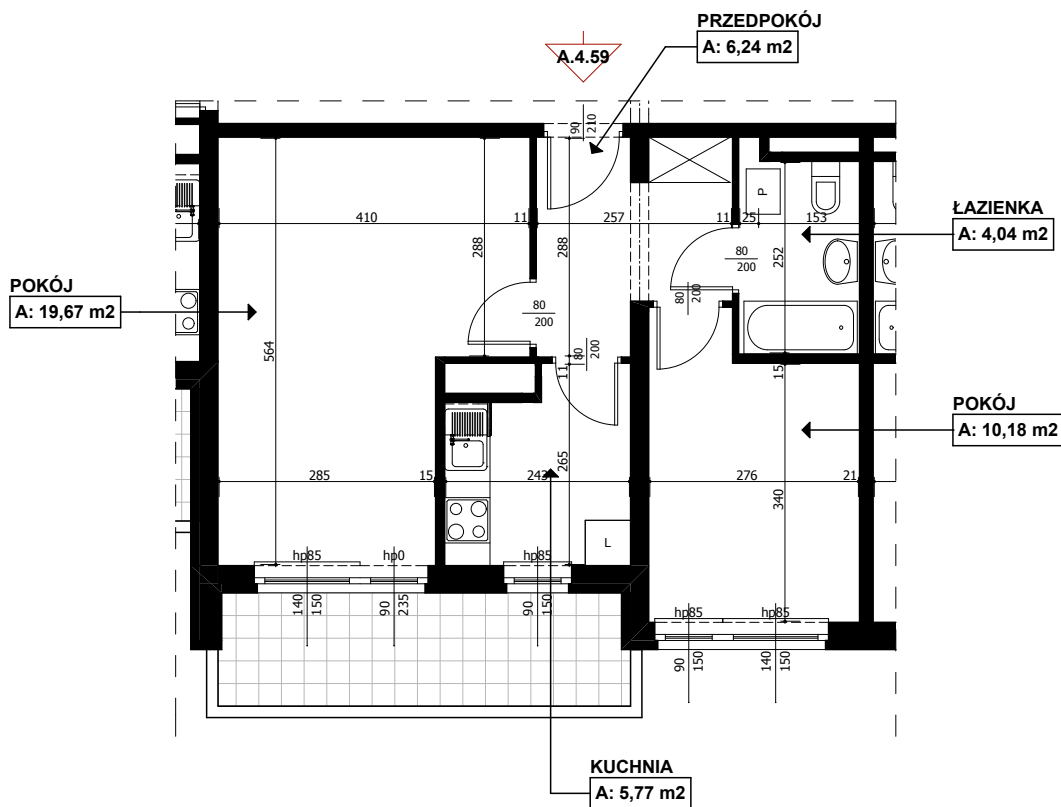 PRZEDPOKÓJ
A: 6,24 m2
A.4.59
90
210
ŁAZIENKA
A: 4,04 m2
P
410
11
257
11
25
153
288
288
252
80
200
80
200
80
200
80
200
POKÓJ
A: 19,67 m2
564
11
15
POKÓJ
A: 10,18 m2
265
285
15
243
276
21
340
L
hp85
hp0
hp85
hp85
hp85
140
150
90
235
90
150
90
150
140
150
KUCHNIA
A: 5,77 m2